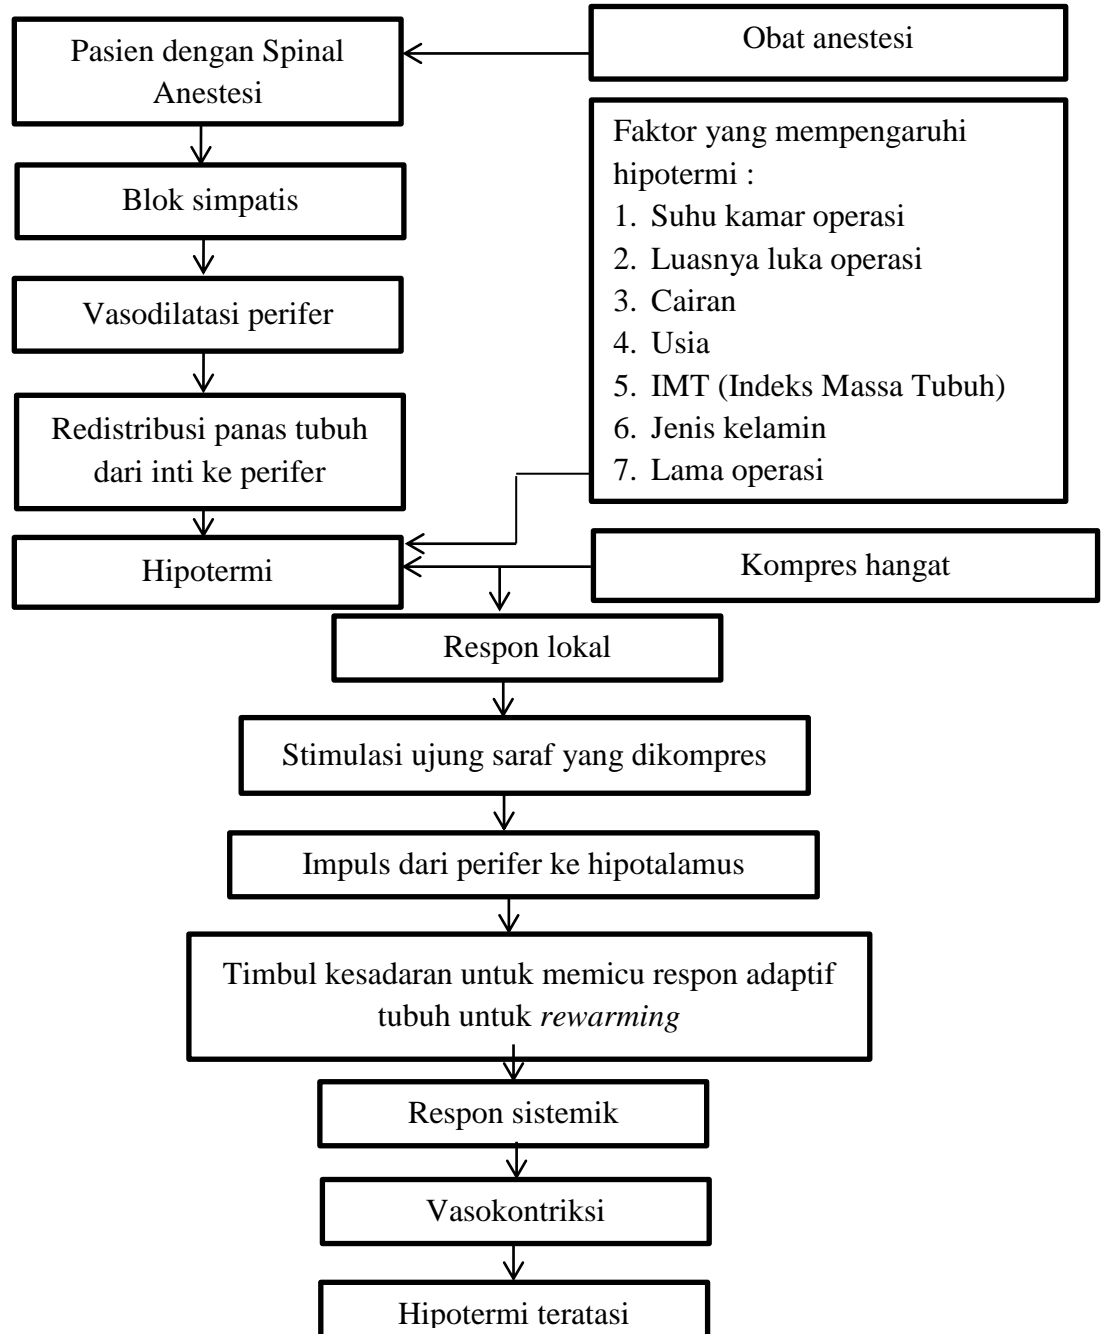 Pasien dengan Spinal
Anestesi
Obat anestesi
Blok simpatis
Vasodilatasi perifer
Redistribusi panas tubuh
dari inti ke perifer
Faktor yang mempengaruhi
hipotermi :
1. Suhu kamar operasi
2. Luasnya luka operasi
3. Cairan
4. Usia
5. IMT (Indeks Massa Tubuh)
6. Jenis kelamin
7. Lama operasi
Hipotermi
Kompres hangat
Respon lokal
Stimulasi ujung saraf yang dikompres
Impuls dari perifer ke hipotalamus
Timbul kesadaran untuk memicu respon adaptif
tubuh untuk rewarming
Respon sistemik
Vasokontriksi
Hipotermi teratasi